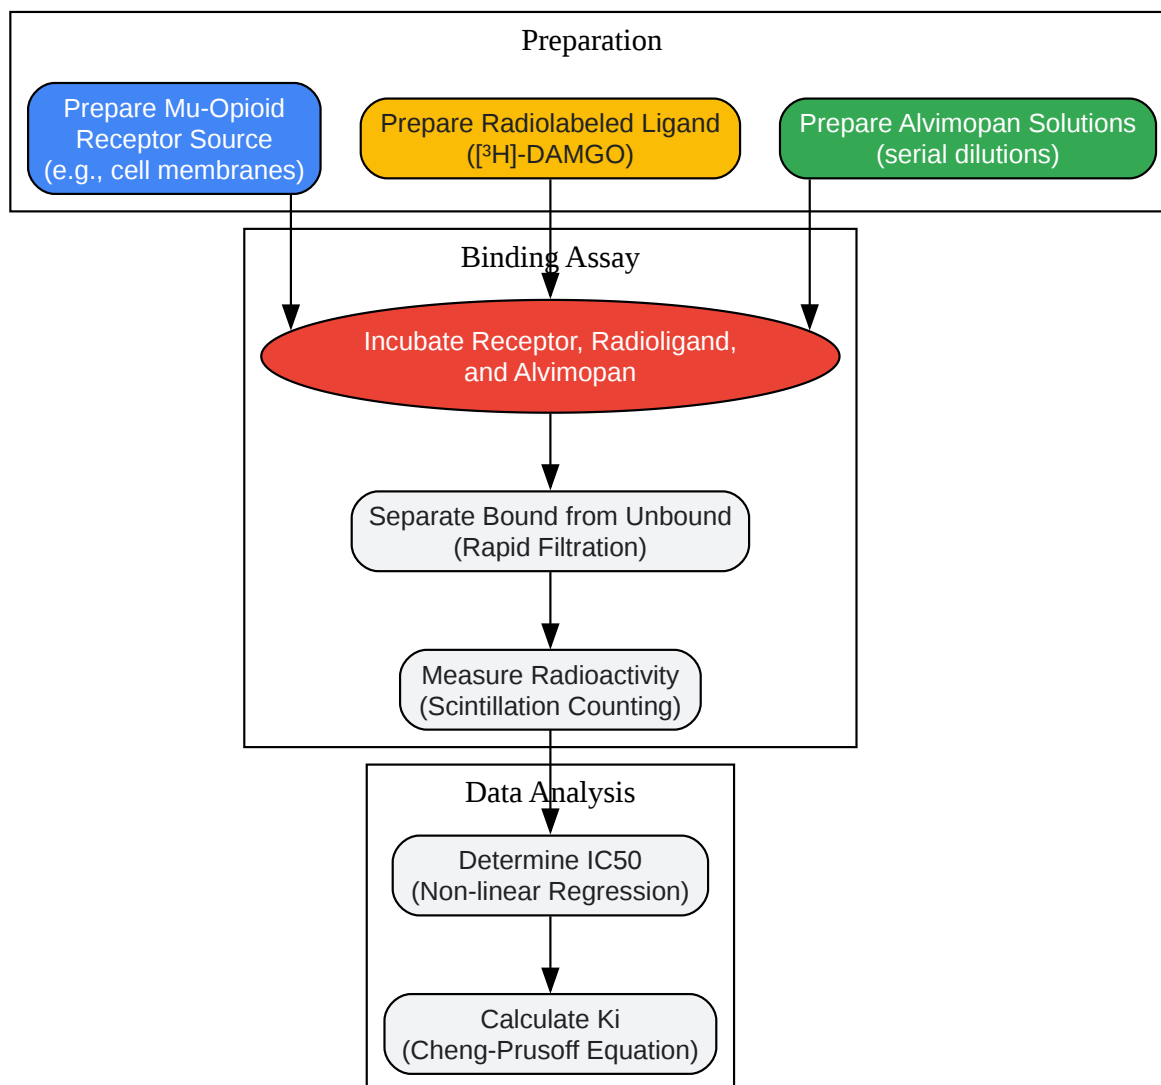 Preparation
Prepare Mu-Opioid
Receptor Source
(e.g., cell membranes)
Prepare Radiolabeled Ligand
([³H]-DAMGO)
Prepare Alvimopan Solutions
(serial dilutions)
Binding Assay
Incubate Receptor, Radioligand,
and Alvimopan
Separate Bound from Unbound
(Rapid Filtration)
Measure Radioactivity
(Scintillation Counting)
Data Analysis
Determine IC50
(Non-linear Regression)
Calculate Ki
(Cheng-Prusoff Equation)